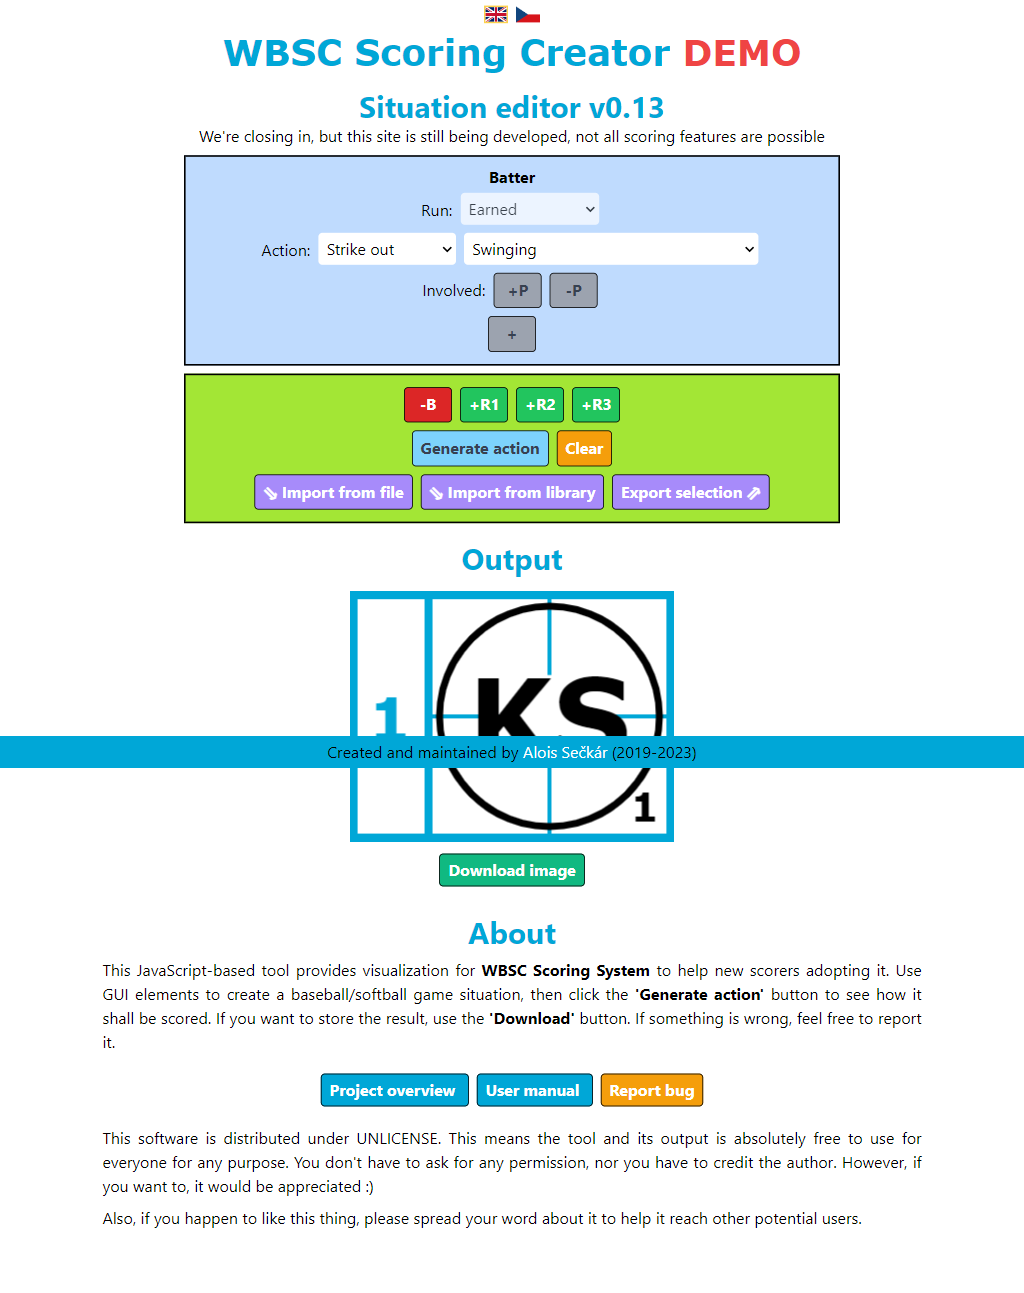 WBSC Scoring Creator DEMO
Situation editor v0.13
We're closing in, but this site is still being developed, not all scoring features are possible
Batter
Run: Earned
Action: Strike out Swinging
Involved: +P -P
+
-B +R1 +R2 +R3
Generate action Clear
⇘ Import from file ⇘ Import from library Export selection ⇗
Output
1 KS
Created and maintained by Alois Sečkár (2019-2023)
1
Download image
About
This JavaScript-based tool provides visualization for WBSC Scoring System to help new scorers adopting it. Use
GUI elements to create a baseball/softball game situation, then click the 'Generate action' button to see how it
shall be scored. If you want to store the result, use the 'Download' button. If something is wrong, feel free to report
it.
Project overview User manual Report bug
This software is distributed under UNLICENSE. This means the tool and its output is absolutely free to use for
everyone for any purpose. You don't have to ask for any permission, nor you have to credit the author. However, if
you want to, it would be appreciated :)
Also, if you happen to like this thing, please spread your word about it to help it reach other potential users.